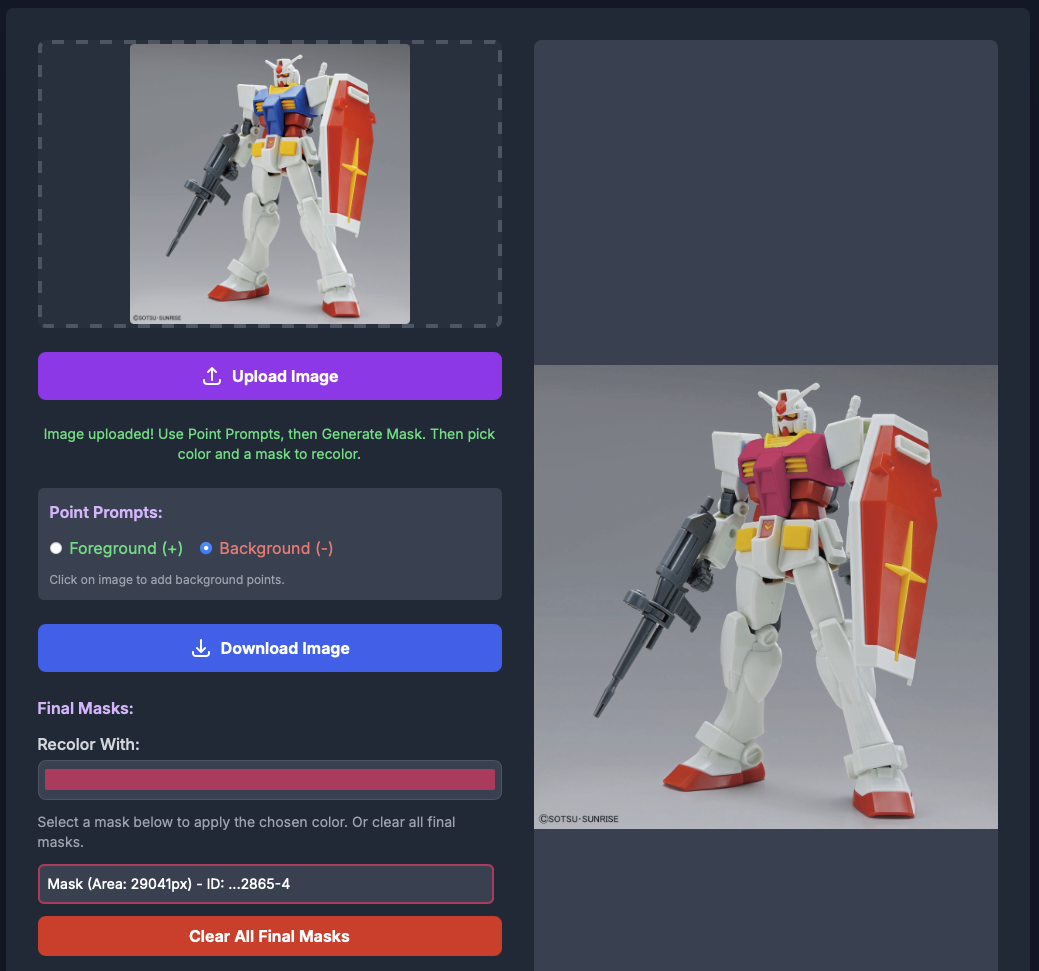 ©SOTSU·SUNRISE
Upload Image
Image uploaded! Use Point Prompts, then Generate Mask. Then pick
color and a mask to recolor.
Point Prompts:
Foreground (+)
Background (-)
Click on image to add background points.
Download Image
Final Masks:
Recolor With:
Select a mask below to apply the chosen color. Or clear all final
masks.
Mask (Area: 29041px) - ID: ...2865-4
Clear All Final Masks
©SOTSU·SUNRISE